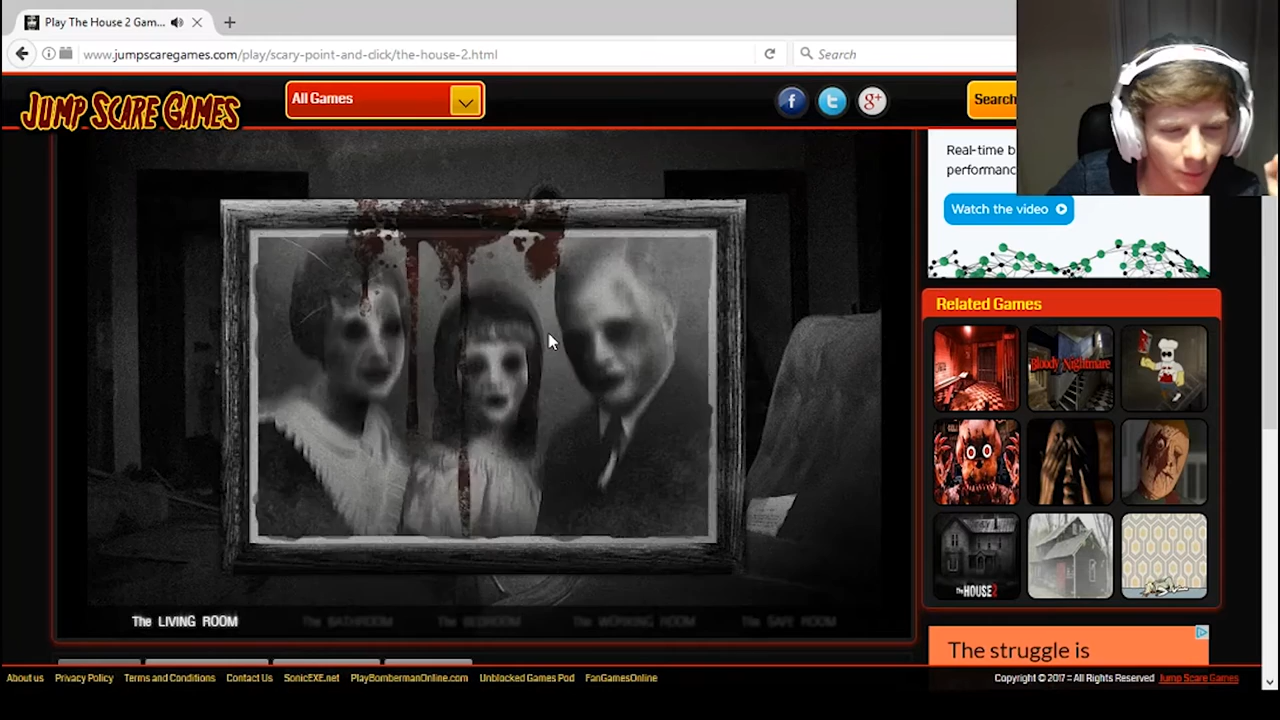 Play The House 2 Gam...
www.jumpscaregames.com/play/scary-point-and-click/the-house-2.html
Search
JUMP SCARE GAMES
All Games
f
t
g+
Search
Real-time b
performanc
Watch the video
Related Games
Bloody Nightmare
The HOUSE 2
The LIVING ROOM
The BATHROOM
The BEDROOM
The WORKING ROOM
The SAFE ROOM
The struggle is
About us
Privacy Policy
Terms and Conditions
Contact Us
SonicEXE.net
PlayBombermanOnline.com
Unblocked Games Pod
FanGamesOnline
Copyright © 2017 = All Rights Reserved Jump Scare Games